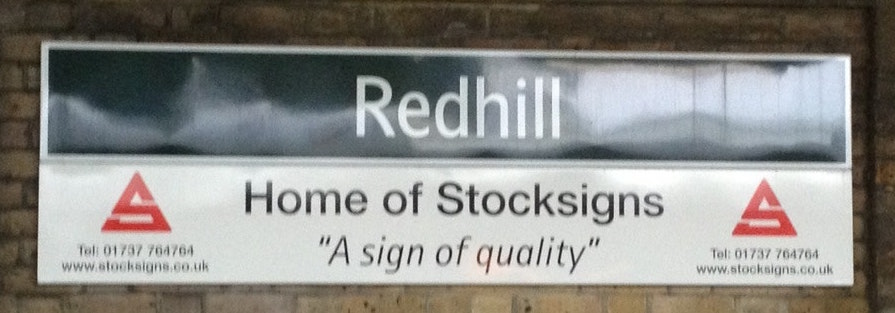 Redhill
Home of Stocksigns
"A sign of quality"
Tel: 01737 764764
www.stocksigns.co.uk
Tel: 01737 764764
www.stocksigns.co.uk